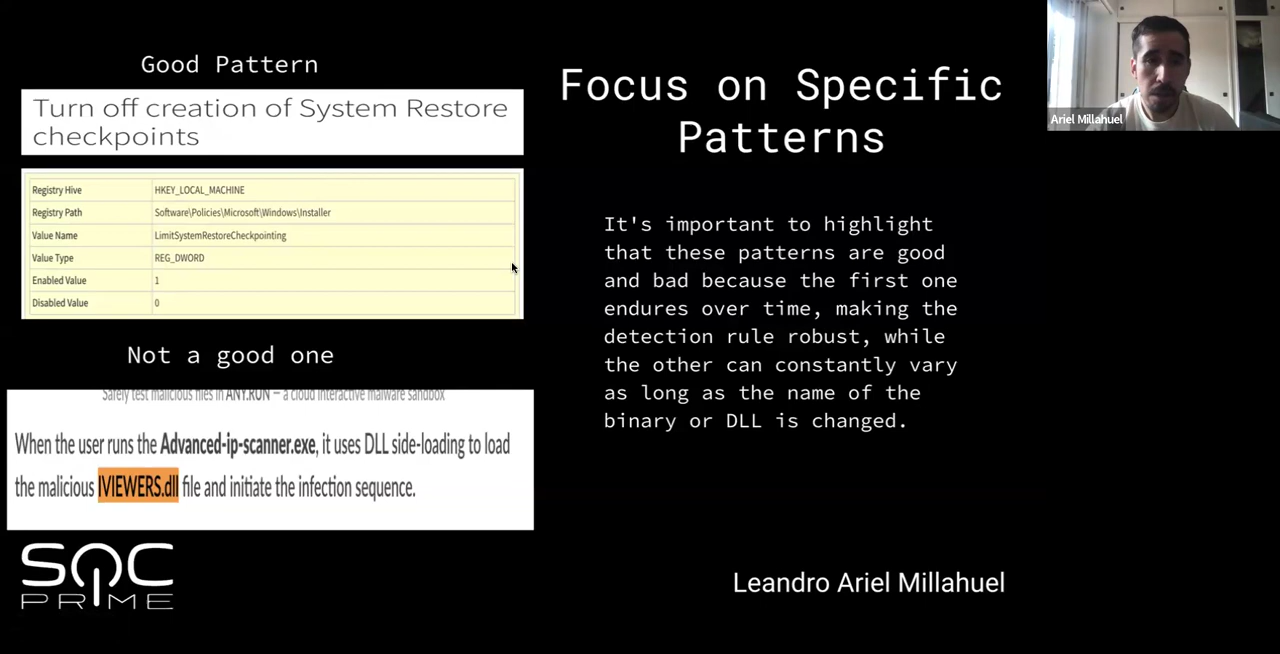 Good Pattern
Turn off creation of System Restore
checkpoints
Registry Hive HKEY_LOCAL_MACHINE
Registry Path Software\Policies\Microsoft\Windows\Installer
Value Name LimitSystemRestoreCheckpointing
Value Type REG_DWORD
Enabled Value 1
Disabled Value 0
Not a good one
Safely test malicious files in ANY.RUN – a cloud interactive malware sandbox
When the user runs the Advanced-ip-scanner.exe, it uses DLL side-loading to load
the malicious IVIEWERS.dll file and initiate the infection sequence.
SOC
PRIME
Focus on Specific
Patterns
It's important to highlight
that these patterns are good
and bad because the first one
endures over time, making the
detection rule robust, while
the other can constantly vary
as long as the name of the
binary or DLL is changed.
Leandro Ariel Millahuel
Ariel Millahuel